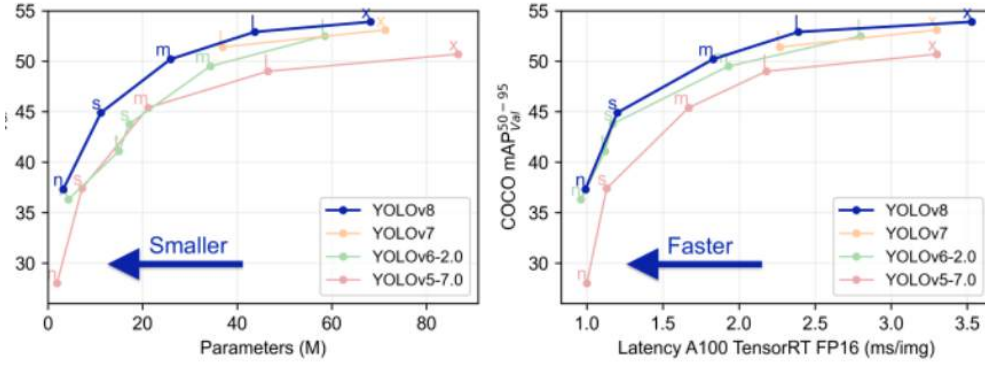 55
50
45
40
35
30
0
20
40
60
80
Parameters (M)
n
s
m
l
x
l
x
n
t
s
m
l
n
s
m
l
x
Smaller
YOLOv8
YOLOv7
YOLOv6-2.0
YOLOv5-7.0
COCO mAP50−95 Val
55
50
45
40
35
30
1.0
1.5
2.0
2.5
3.0
3.5
Latency A100 TensorRT FP16 (ms/img)
n
s
m
l
x
l
x
n
n
s
m
l
x
Faster
YOLOv8
YOLOv7
YOLOv6-2.0
YOLOv5-7.0